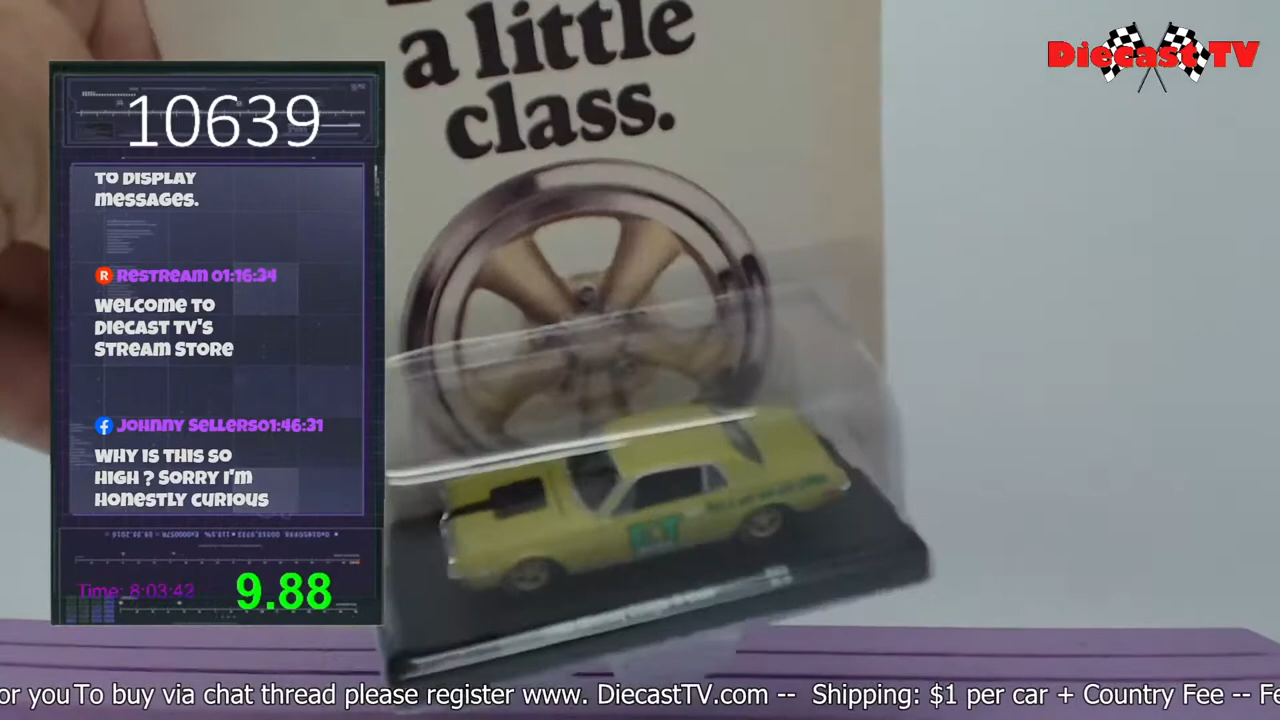 a little
class.
Diecast TV
10639
TO DISPLAY
MESSAGES.
RESTREAM 01:16:34
WELCOME TO
DIECAST TV'S
STREAM STORE
JOHNNY SELLERS01:46:31
WHY IS THIS SO
HIGH ? SORRY I'M
HONESTLY CURIOUS
Time: 8:03:42
9.88
or you To buy via chat thread please register www. DiecastTV.com -- Shipping: $1 per car + Country Fee -- Fe